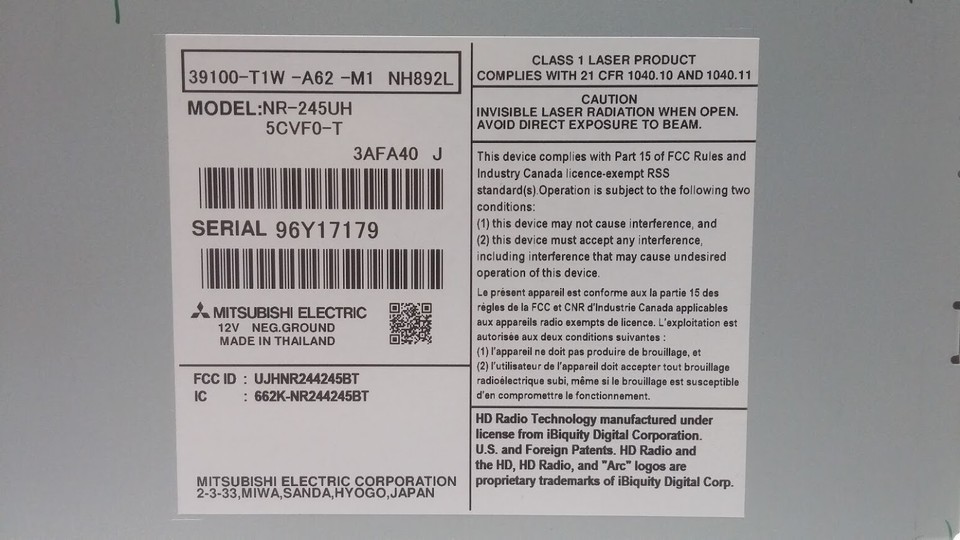 39100-T1W -A62 -M1 NH892L
MODEL:NR-245UH
5CVF0-T
3AFA40 J
SERIAL 96Y17179
MITSUBISHI ELECTRIC
12V NEG.GROUND
MADE IN THAILAND
FCC ID : UJHNR244245BT
IC : 662K-NR244245BT
MITSUBISHI ELECTRIC CORPORATION
2-3-33,MIWA,SANDA,HYOGO,JAPAN
CLASS 1 LASER PRODUCT
COMPLIES WITH 21 CFR 1040.10 AND 1040.11
CAUTION
INVISIBLE LASER RADIATION WHEN OPEN.
AVOID DIRECT EXPOSURE TO BEAM.
This device complies with Part 15 of FCC Rules and
Industry Canada licence-exempt RSS
standard(s).Operation is subject to the following two
conditions:
(1) this device may not cause interference, and
(2) this device must accept any interference,
including interference that may cause undesired
operation of this device.
Le présent appareil est conforme aux la partie 15 des
règles de la FCC et CNR d'Industrie Canada applicables
aux appareils radio exempts de licence. L'exploitation est
autorisée aux deux conditions suivantes :
(1) l'appareil ne doit pas produire de brouillage, et
(2) l'utilisateur de l'appareil doit accepter tout brouillage
radioélectrique subi, même si le brouillage est susceptible
d'en compromettre le fonctionnement.
HD Radio Technology manufactured under
license from iBiquity Digital Corporation.
U.S. and Foreign Patents. HD Radio and
the HD, HD Radio, and "Arc" logos are
proprietary trademarks of iBiquity Digital Corp.